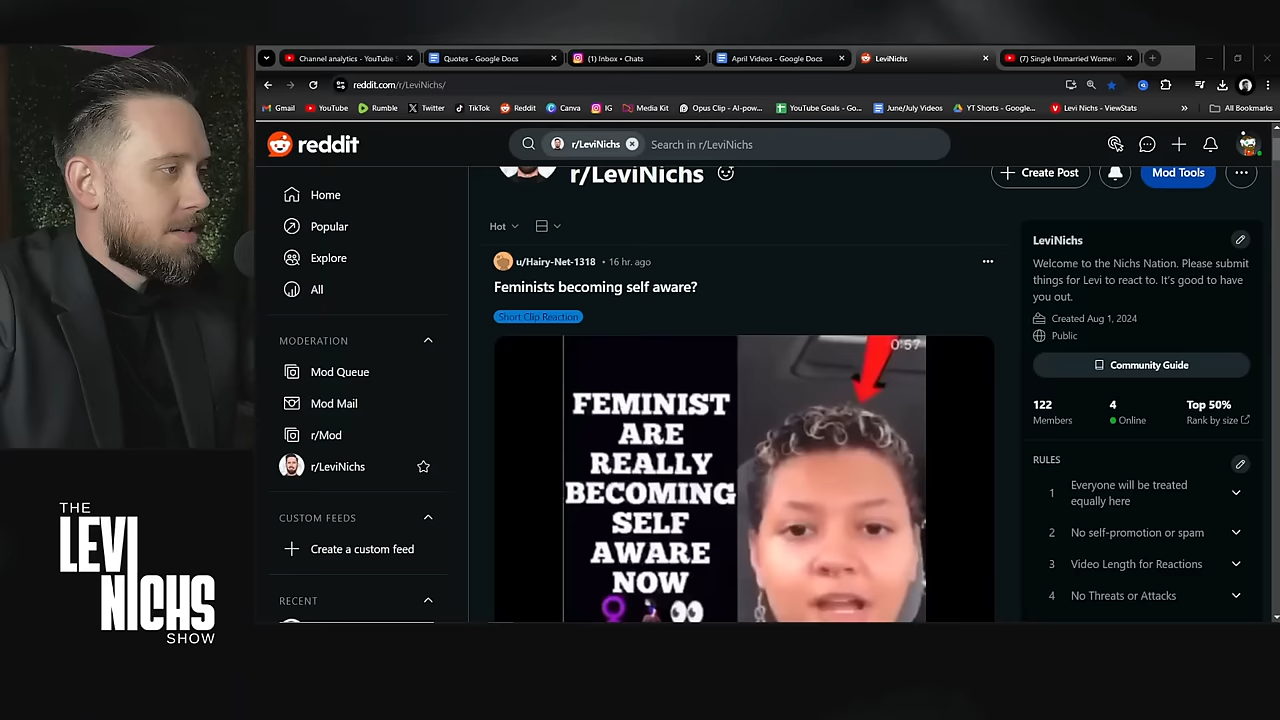 Channel analytics - YouTube S
Quotes - Google Docs
(1) Inbox • Chats
April Videos - Google Docs
LeviNichs
(7) Single Unmarried Women
reddit.com/r/LeviNichs/
Gmail
YouTube
Rumble
Twitter
TikTok
Reddit
Canva
IG
Media Kit
Opus Clip - AI-pow...
YouTube Goals - Go...
June/July Videos
YT Shorts - Google...
Levi Nichs - ViewStats
All Bookmarks
reddit
r/LeviNichs
Search in r/LeviNichs
r/LeviNichs
Create Post
Mod Tools
Home
Popular
Explore
All
MODERATION
Mod Queue
Mod Mail
r/Mod
r/LeviNichs
CUSTOM FEEDS
Create a custom feed
RECENT
Hot
u/Hairy-Net-1318 • 16 hr. ago
Feminists becoming self aware?
Short Clip Reaction
0:57
FEMINIST
ARE
REALLY
BECOMING
SELF
AWARE
NOW
LeviNichs
Welcome to the Nichs Nation. Please submit
things for Levi to react to. It's good to have
you out.
Created Aug 1, 2024
Public
Community Guide
122
Members
4
Online
Top 50%
Rank by size
RULES
1 Everyone will be treated
equally here
2 No self-promotion or spam
3 Video Length for Reactions
4 No Threats or Attacks
THE
LEVI
NICHS
SHOW